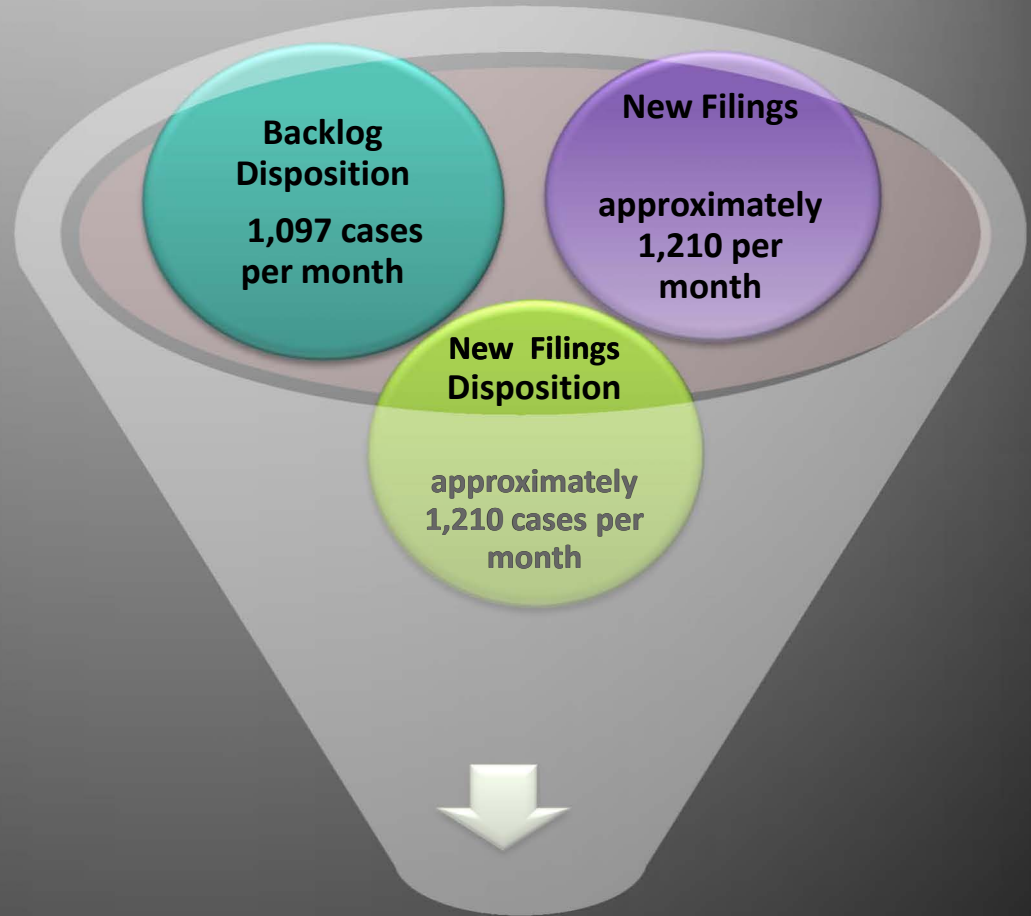 Backlog
Disposition
1,097 cases
per month
New Filings
approximately
1,210 per
month
New Filings
Disposition
approximately
1,210 cases per
month